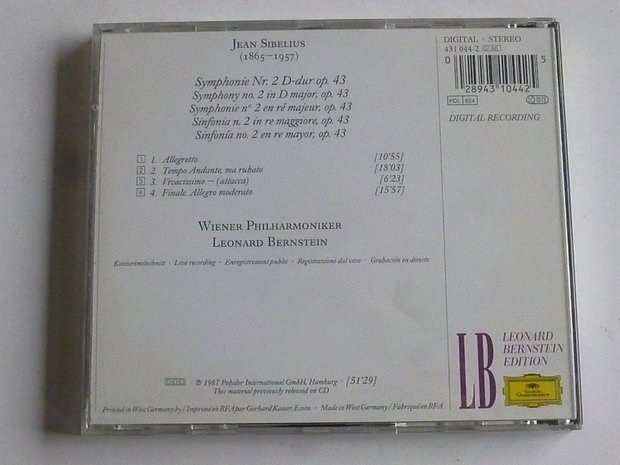 JEAN SIBELIUS
(1865–1957)
Symphonie Nr. 2 D-dur op. 43
Symphony no. 2 in D major, op. 43
Symphonie n° 2 en ré majeur, op. 43
Sinfonia n. 2 in re maggiore, op. 43
Sinfonía no. 2 en re mayor, op. 43
1 1. Allegretto [10'55]
2 2. Tempo Andante, ma rubato [18'03]
3 3. Vivacissimo – (attacca) [6'23]
4 4. Finale. Allegro moderato [15'57]
WIENER PHILHARMONIKER
LEONARD BERNSTEIN
Konzertmitschnitt · Live recording · Enregistrement public · Registrazione dal vivo · Grabación en directo
DDD · ℗ 1987 Polydor International GmbH, Hamburg · [51'29]
This material previously released on CD
Printed in West Germany by / Imprimé en RFA par Gerhard Kaiser, Essen · Made in West Germany / Fabriqué en RFA
DIGITAL · STEREO
431 044-2 GBE
0 28943 10442 5
POL 924
DIGITAL RECORDING
LB
LEONARD
BERNSTEIN
EDITION
Deutsche
Grammophon